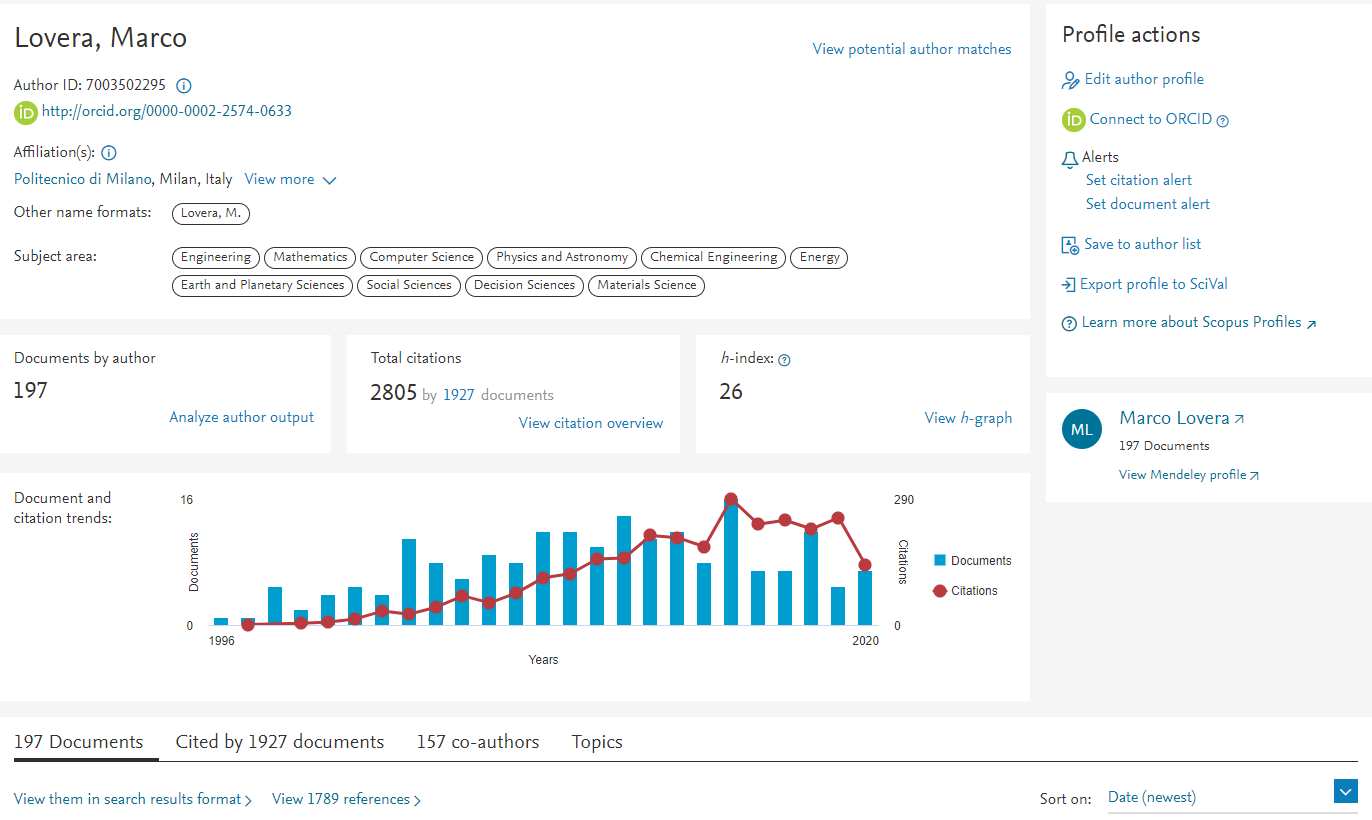 Lovera, Marco
View potential author matches
Author ID: 7003502295
iD http://orcid.org/0000-0002-2574-0633
Affiliation(s):
Politecnico di Milano, Milan, Italy View more
Other name formats: Lovera, M.
Subject area: Engineering Mathematics Computer Science Physics and Astronomy Chemical Engineering Energy
Earth and Planetary Sciences Social Sciences Decision Sciences Materials Science
Profile actions
Edit author profile
iD Connect to ORCID
Alerts
Set citation alert
Set document alert
Save to author list
Export profile to SciVal
Learn more about Scopus Profiles
Documents by author
197
Analyze author output
Total citations
2805 by 1927 documents
View citation overview
h-index:
26
View h-graph
ML
Marco Lovera
197 Documents
View Mendeley profile
Document and
citation trends:
16
0
Documents
1996
2020
Years
290
0
Citations
Documents
Citations
197 Documents Cited by 1927 documents 157 co-authors Topics
View them in search results format View 1789 references
Sort on: Date (newest)